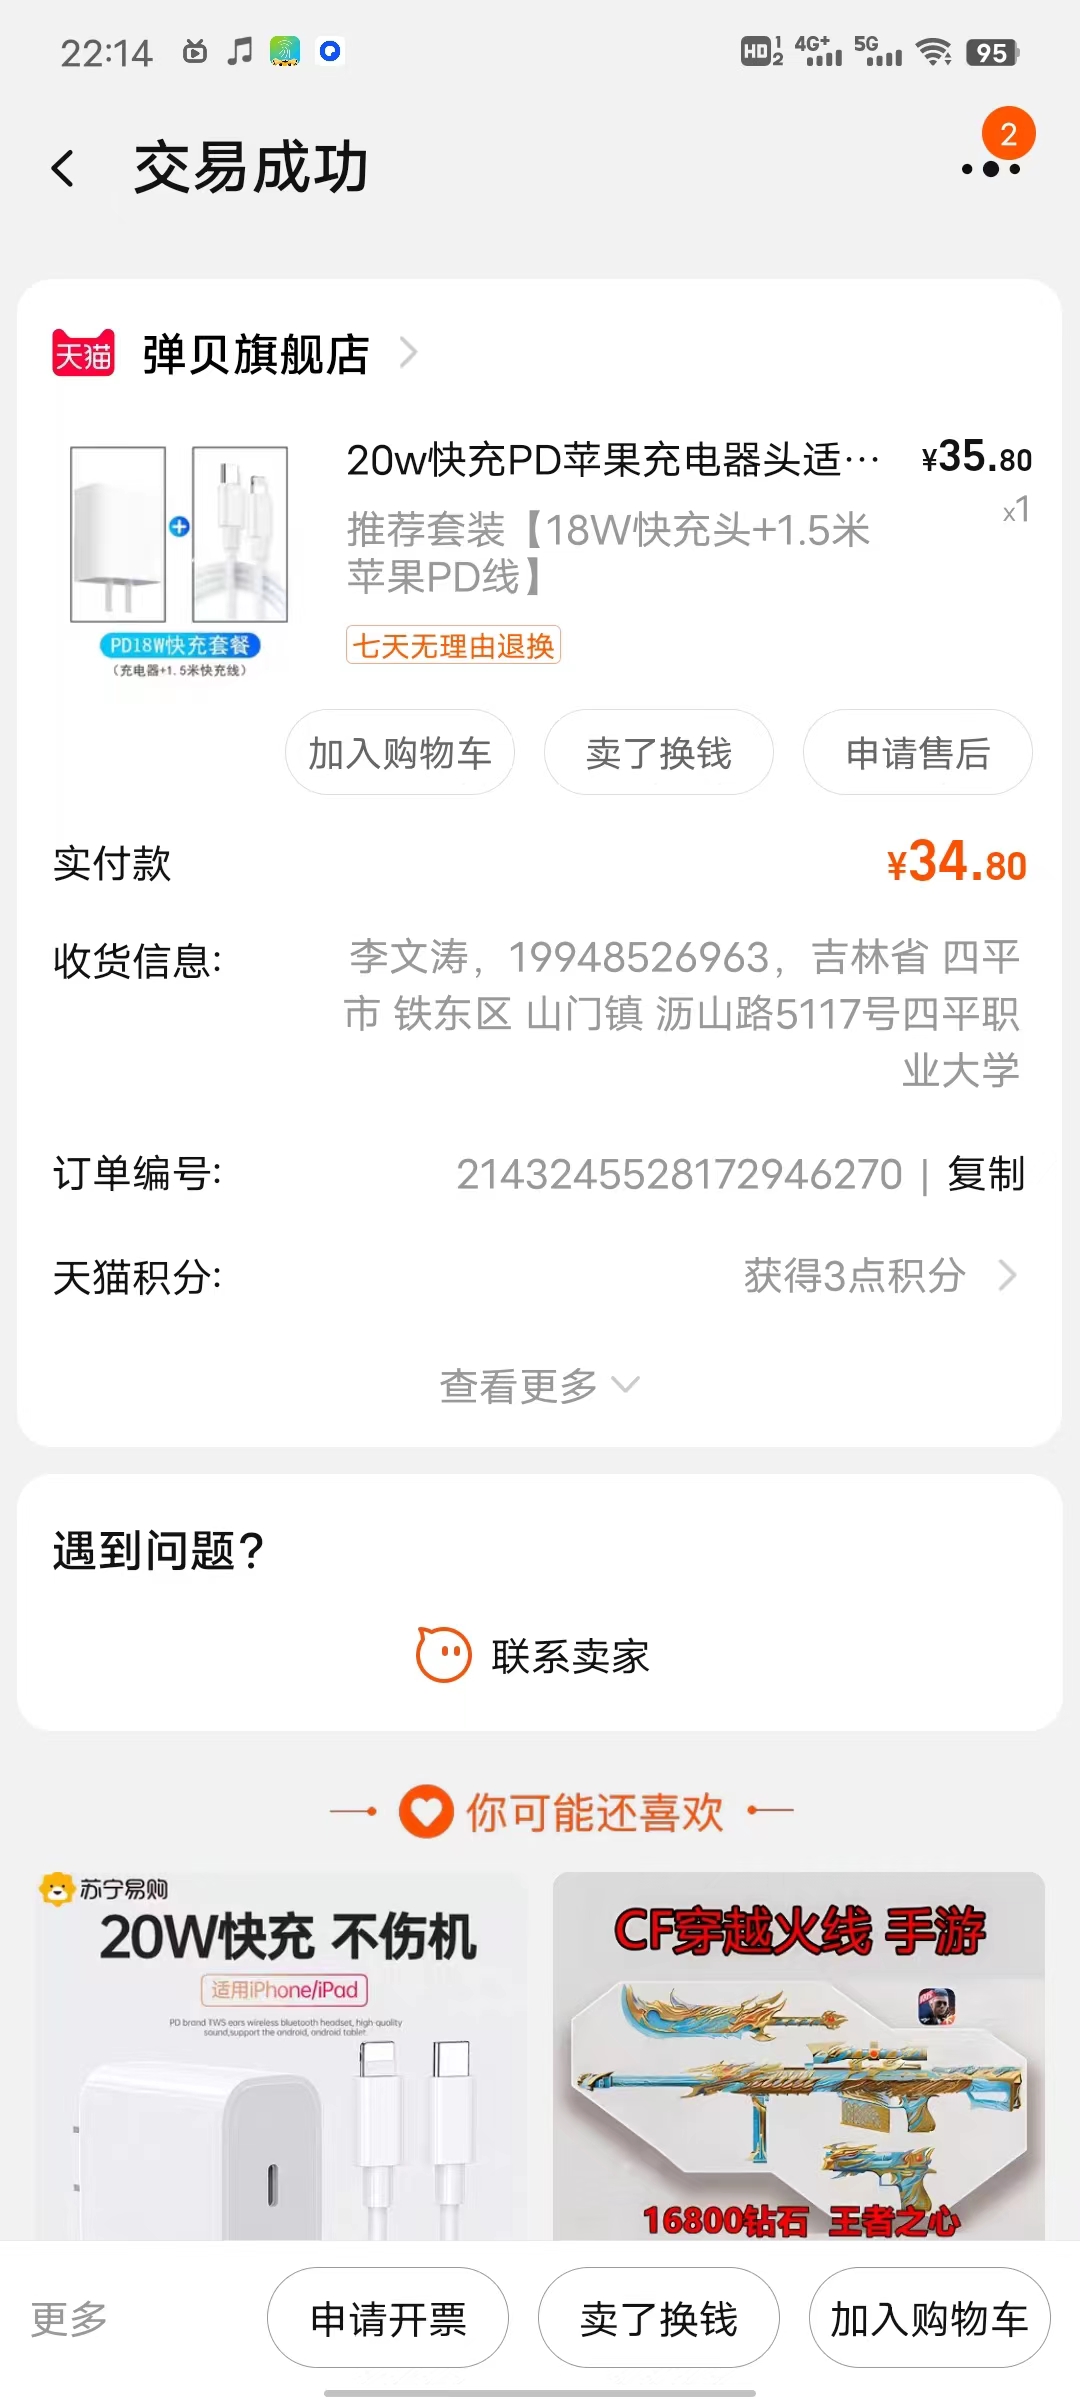 22:14
HD 1 2 4G+ 5G 95
交易成功
2
天猫 弹贝旗舰店
20w快充PD苹果充电器头适··· ¥35.80
推荐套装【18W快充头+1.5米 x1
苹果PD线】
七天无理由退换
PD18W快充套餐
（充电器+1.5米快充线）
加入购物车 卖了换钱 申请售后
实付款 ¥34.80
收货信息: 李文涛，19948526963，吉林省 四平
市 铁东区 山门镇 沥山路5117号四平职
业大学
订单编号: 2143245528172946270 | 复制
天猫积分: 获得3点积分
查看更多
遇到问题?
联系卖家
你可能还喜欢
苏宁易购
20W快充 不伤机
适用iPhone/iPad
PD brand TWS ears wireless bluetooth headset, high-quality
sound,support the android, android tablet
CF穿越火线 手游
16800钻石 王者之心
更多 申请开票 卖了换钱 加入购物车